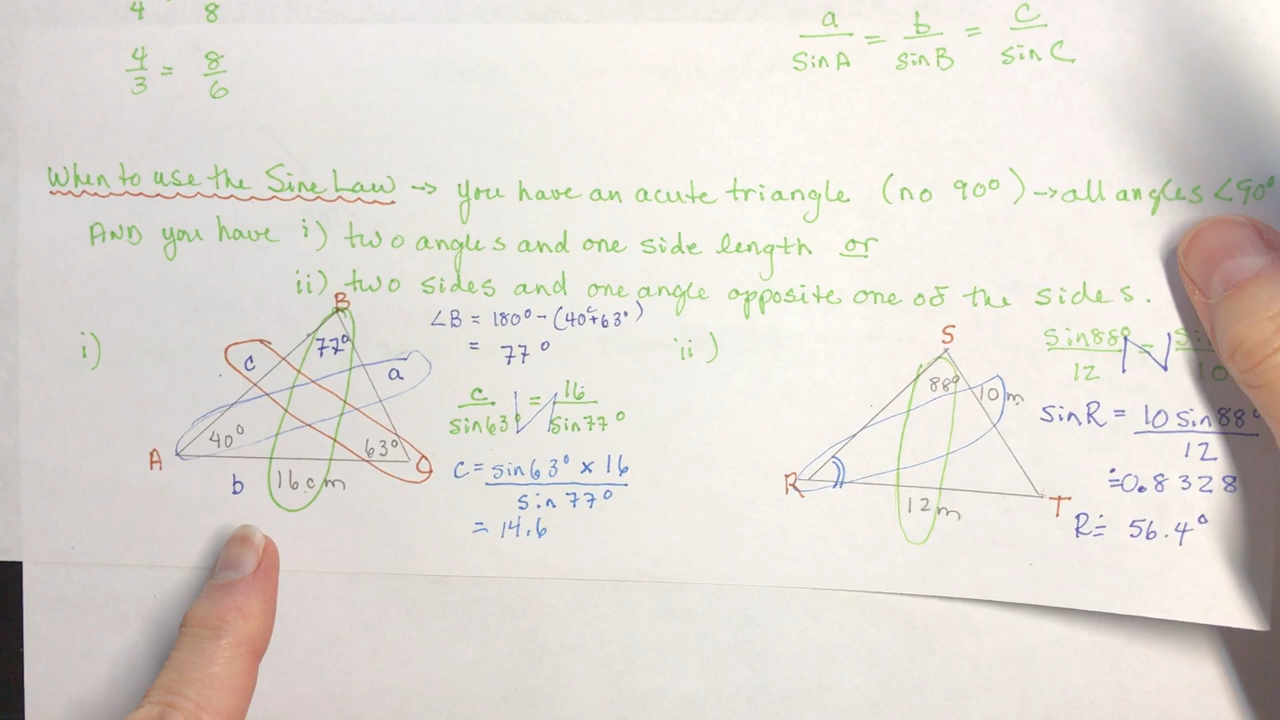 4 8
4/3 = 8/6
a/sinA = b/sinB = c/sinC
When to use the Sine Law → you have an acute triangle (no 90°) → all angles <90°
AND you have i) two angles and one side length or
ii) two sides and one angle opposite one of the sides.
i)
B
77°
c
a
A
40°
63°
C
b
16cm
∠B = 180° - (40°+63°)
= 77°
c/sin63° = 16/sin77°
c = sin63° × 16 / sin77°
= 14.6
ii)
S
88°
10m
R
T
12m
sin88°/12 = 10
sinR = 10 sin88° / 12
≐0.8328
R≐ 56.4°